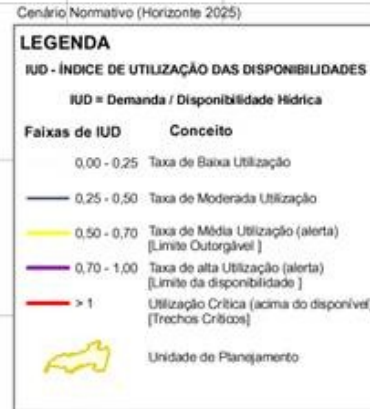 Cenário Normativo (Horizonte 2025)
LEGENDA
IUD - ÍNDICE DE UTILIZAÇÃO DAS DISPONIBILIDADES
IUD = Demanda / Disponibilidade Hídrica
Faixas de IUD Conceito
0,00 - 0,25 Taxa de Baixa Utilização
0,25 - 0,50 Taxa de Moderada Utilização
0,50 - 0,70 Taxa de Média Utilização (alerta)
[Limite Outorgável ]
0,70 - 1,00 Taxa de alta Utilização (alerta)
[Limite da disponibilidade ]
> 1 Utilização Crítica (acima do disponível
[Trechos Críticos]
Unidade de Planejamento